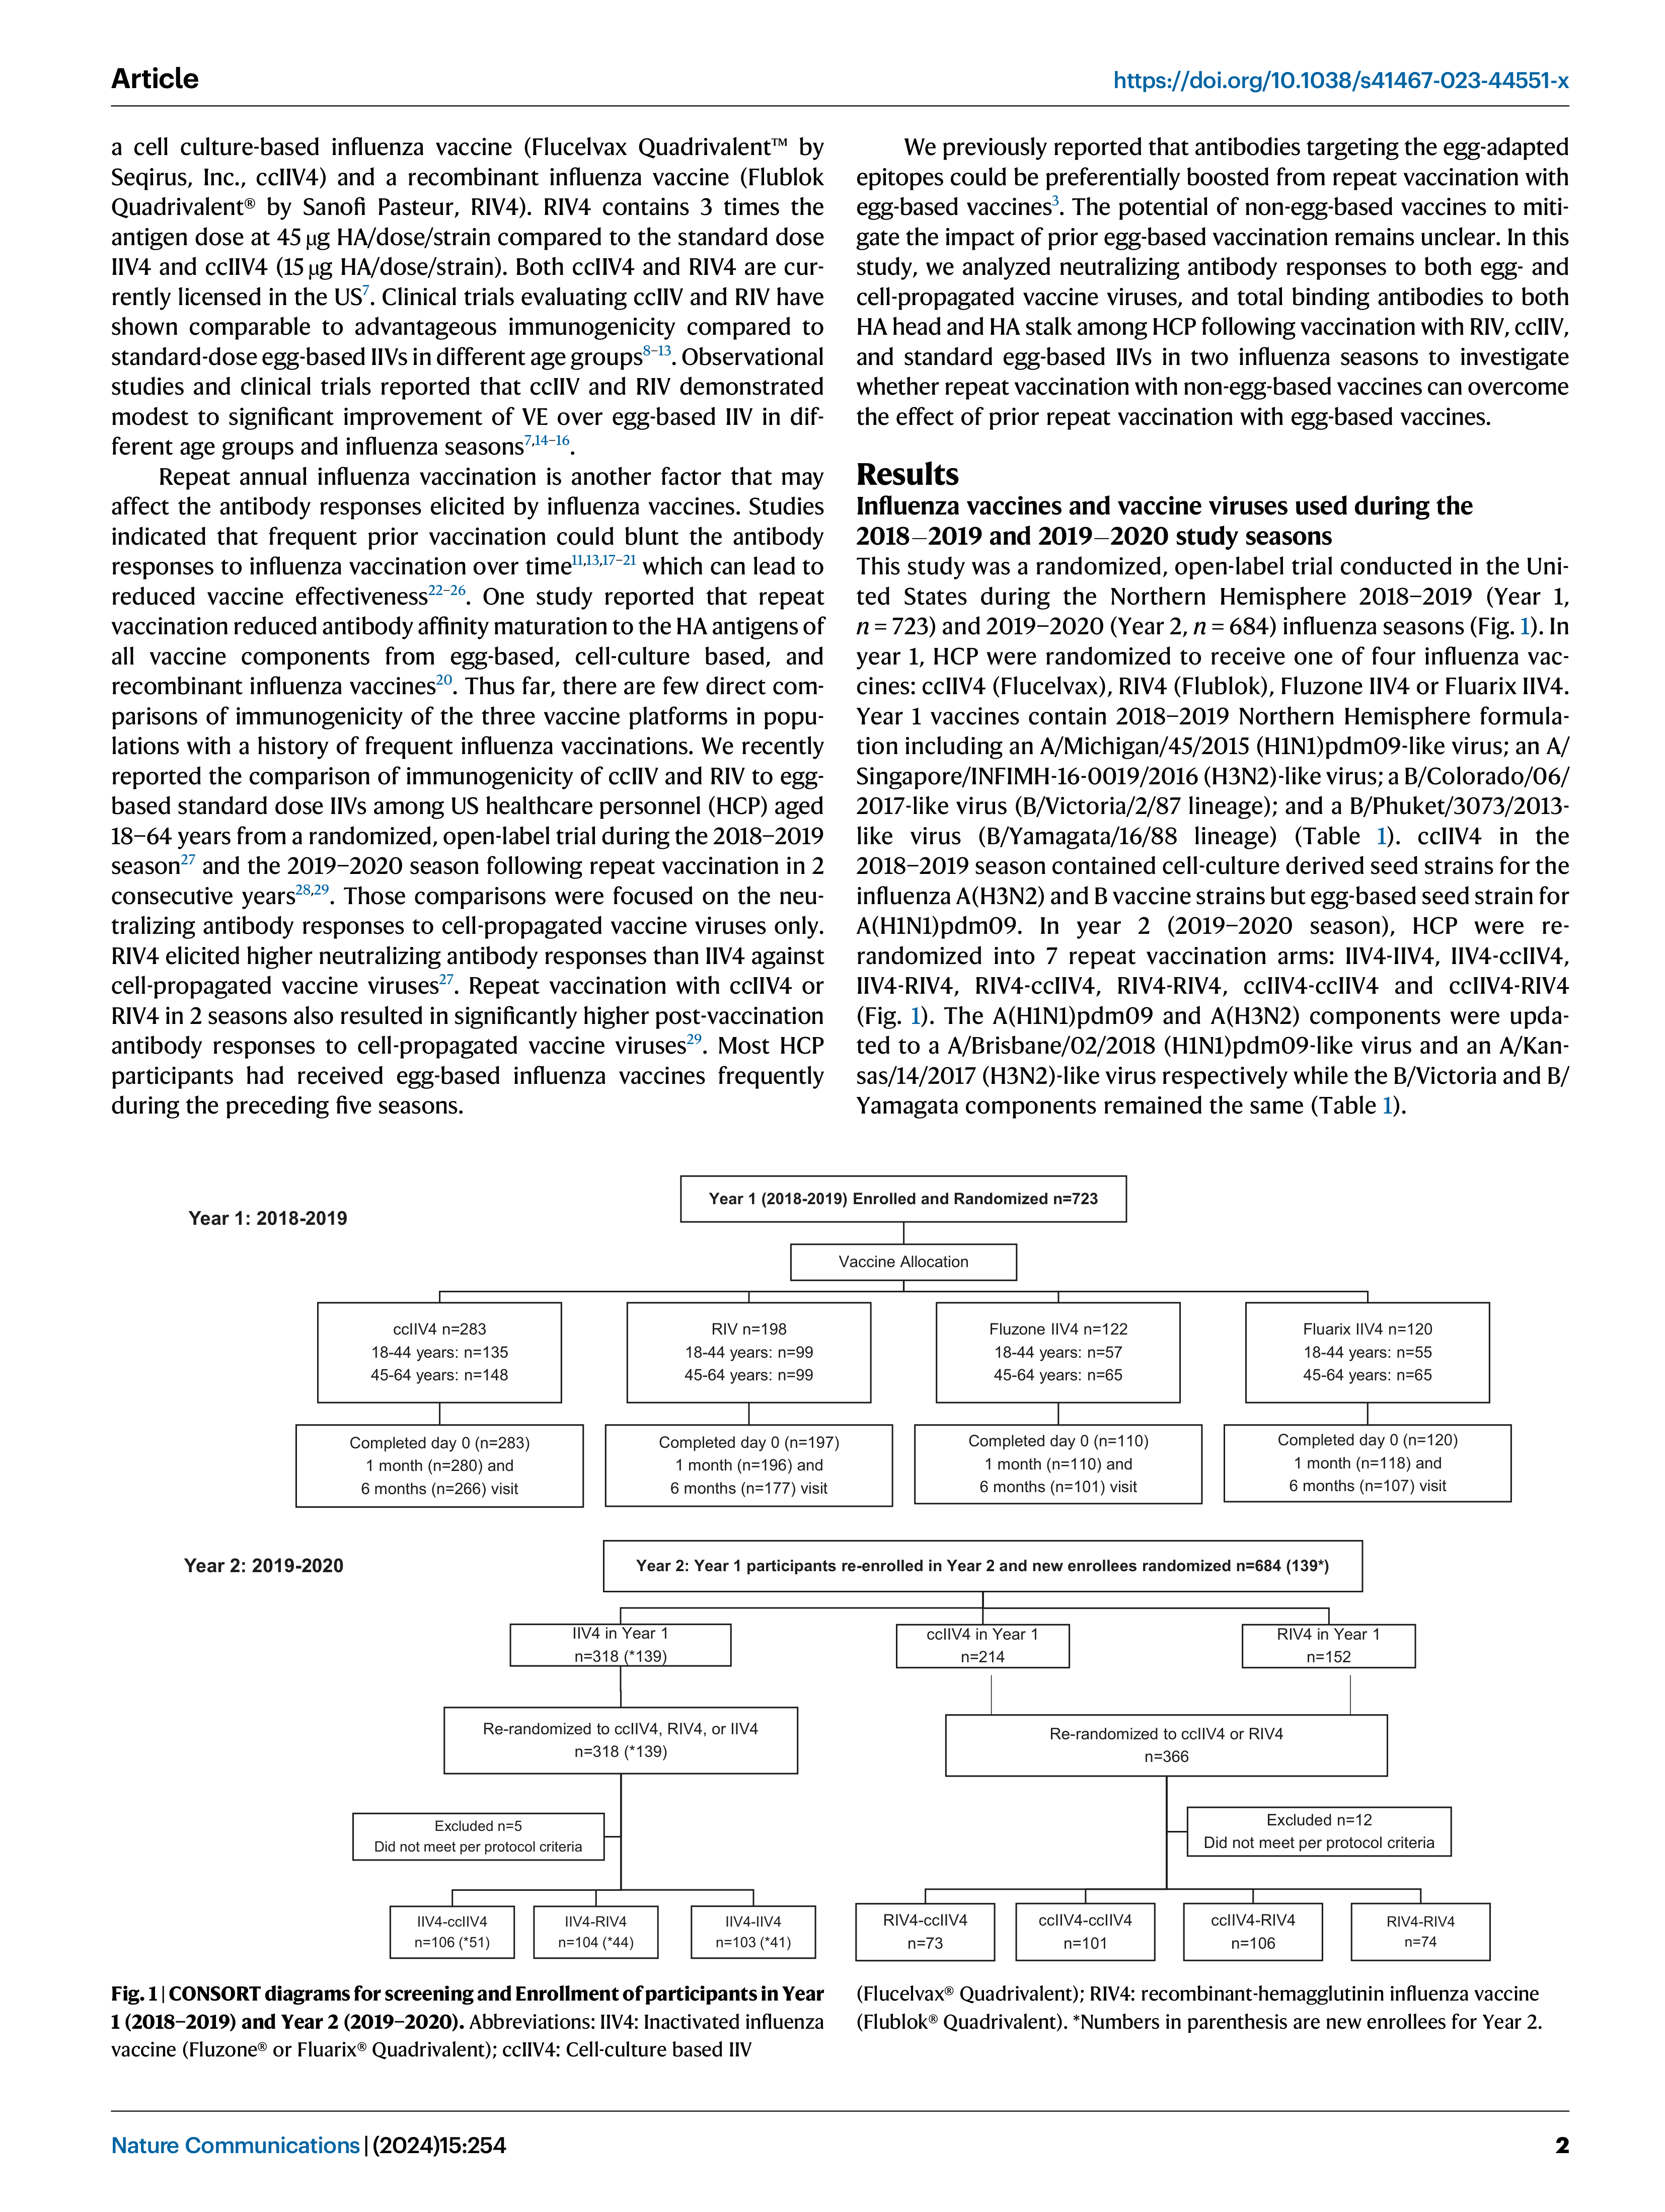 Article
https://doi.org/10.1038/s41467-023-44551-x
a cell culture-based influenza vaccine (Flucelvax Quadrivalent™ by
Seqirus, Inc., ccIIV4) and a recombinant influenza vaccine (Flublok
Quadrivalent® by Sanofi Pasteur, RIV4). RIV4 contains 3 times the
antigen dose at 45 μg HA/dose/strain compared to the standard dose
IIV4 and ccIIV4 (15 μg HA/dose/strain). Both ccIIV4 and RIV4 are cur-
rently licensed in the US7. Clinical trials evaluating ccIIV and RIV have
shown comparable to advantageous immunogenicity compared to
standard-dose egg-based IIVs in different age groups8–13. Observational
studies and clinical trials reported that ccIIV and RIV demonstrated
modest to significant improvement of VE over egg-based IIV in dif-
ferent age groups and influenza seasons7,14–16.
Repeat annual influenza vaccination is another factor that may
affect the antibody responses elicited by influenza vaccines. Studies
indicated that frequent prior vaccination could blunt the antibody
responses to influenza vaccination over time11,13,17–21 which can lead to
reduced vaccine effectiveness22–26. One study reported that repeat
vaccination reduced antibody affinity maturation to the HA antigens of
all vaccine components from egg-based, cell-culture based, and
recombinant influenza vaccines20. Thus far, there are few direct com-
parisons of immunogenicity of the three vaccine platforms in popu-
lations with a history of frequent influenza vaccinations. We recently
reported the comparison of immunogenicity of ccIIV and RIV to egg-
based standard dose IIVs among US healthcare personnel (HCP) aged
18–64 years from a randomized, open-label trial during the 2018–2019
season27 and the 2019–2020 season following repeat vaccination in 2
consecutive years28,29. Those comparisons were focused on the neu-
tralizing antibody responses to cell-propagated vaccine viruses only.
RIV4 elicited higher neutralizing antibody responses than IIV4 against
cell-propagated vaccine viruses27. Repeat vaccination with ccIIV4 or
RIV4 in 2 seasons also resulted in significantly higher post-vaccination
antibody responses to cell-propagated vaccine viruses29. Most HCP
participants had received egg-based influenza vaccines frequently
during the preceding five seasons.
We previously reported that antibodies targeting the egg-adapted
epitopes could be preferentially boosted from repeat vaccination with
egg-based vaccines3. The potential of non-egg-based vaccines to miti-
gate the impact of prior egg-based vaccination remains unclear. In this
study, we analyzed neutralizing antibody responses to both egg- and
cell-propagated vaccine viruses, and total binding antibodies to both
HA head and HA stalk among HCP following vaccination with RIV, ccIIV,
and standard egg-based IIVs in two influenza seasons to investigate
whether repeat vaccination with non-egg-based vaccines can overcome
the effect of prior repeat vaccination with egg-based vaccines.
Results
Influenza vaccines and vaccine viruses used during the
2018–2019 and 2019–2020 study seasons
This study was a randomized, open-label trial conducted in the Uni-
ted States during the Northern Hemisphere 2018–2019 (Year 1,
n = 723) and 2019–2020 (Year 2, n = 684) influenza seasons (Fig. 1). In
year 1, HCP were randomized to receive one of four influenza vac-
cines: ccIIV4 (Flucelvax), RIV4 (Flublok), Fluzone IIV4 or Fluarix IIV4.
Year 1 vaccines contain 2018–2019 Northern Hemisphere formula-
tion including an A/Michigan/45/2015 (H1N1)pdm09-like virus; an A/
Singapore/INFIMH-16-0019/2016 (H3N2)-like virus; a B/Colorado/06/
2017-like virus (B/Victoria/2/87 lineage); and a B/Phuket/3073/2013-
like virus (B/Yamagata/16/88 lineage) (Table 1). ccIIV4 in the
2018–2019 season contained cell-culture derived seed strains for the
influenza A(H3N2) and B vaccine strains but egg-based seed strain for
A(H1N1)pdm09. In year 2 (2019–2020 season), HCP were re-
randomized into 7 repeat vaccination arms: IIV4-IIV4, IIV4-ccIIV4,
IIV4-RIV4, RIV4-ccIIV4, RIV4-RIV4, ccIIV4-ccIIV4 and ccIIV4-RIV4
(Fig. 1). The A(H1N1)pdm09 and A(H3N2) components were upda-
ted to a A/Brisbane/02/2018 (H1N1)pdm09-like virus and an A/Kan-
sas/14/2017 (H3N2)-like virus respectively while the B/Victoria and B/
Yamagata components remained the same (Table 1).
Year 1: 2018-2019
Year 1 (2018-2019) Enrolled and Randomized n=723
Vaccine Allocation
ccIIV4 n=283
18-44 years: n=135
45-64 years: n=148
RIV n=198
18-44 years: n=99
45-64 years: n=99
Fluzone IIV4 n=122
18-44 years: n=57
45-64 years: n=65
Fluarix IIV4 n=120
18-44 years: n=55
45-64 years: n=65
Completed day 0 (n=283)
1 month (n=280) and
6 months (n=266) visit
Completed day 0 (n=197)
1 month (n=196) and
6 months (n=177) visit
Completed day 0 (n=110)
1 month (n=110) and
6 months (n=101) visit
Completed day 0 (n=120)
1 month (n=118) and
6 months (n=107) visit
Year 2: 2019-2020
Year 2: Year 1 participants re-enrolled in Year 2 and new enrollees randomized n=684 (139*)
IIV4 in Year 1
n=318 (*139)
ccIIV4 in Year 1
n=214
RIV4 in Year 1
n=152
Re-randomized to ccIIV4, RIV4, or IIV4
n=318 (*139)
Re-randomized to ccIIV4 or RIV4
n=366
Excluded n=5
Did not meet per protocol criteria
Excluded n=12
Did not meet per protocol criteria
IIV4-ccIIV4
n=106 (*51)
IIV4-RIV4
n=104 (*44)
IIV4-IIV4
n=103 (*41)
RIV4-ccIIV4
n=73
ccIIV4-ccIIV4
n=101
ccIIV4-RIV4
n=106
RIV4-RIV4
n=74
Fig. 1 | CONSORT diagrams for screening and Enrollment of participants in Year
1 (2018–2019) and Year 2 (2019–2020). Abbreviations: IIV4: Inactivated influenza
vaccine (Fluzone® or Fluarix® Quadrivalent); ccIIV4: Cell-culture based IIV
(Flucelvax® Quadrivalent); RIV4: recombinant-hemagglutinin influenza vaccine
(Flublok® Quadrivalent). *Numbers in parenthesis are new enrollees for Year 2.
Nature Communications | (2024)15:254
2